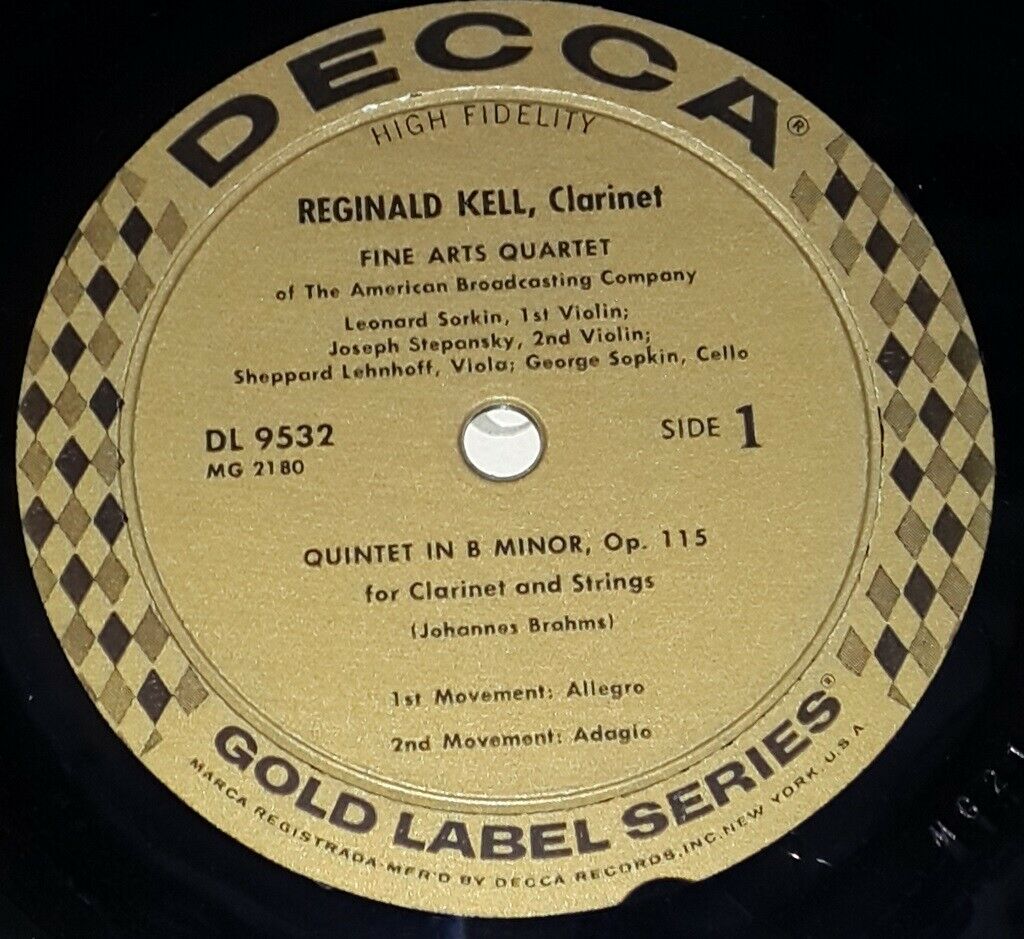 DECCA®
HIGH FIDELITY
REGINALD KELL, Clarinet
FINE ARTS QUARTET
of The American Broadcasting Company
Leonard Sorkin, 1st Violin;
Joseph Stepansky, 2nd Violin;
Sheppard Lehnhoff, Viola; George Sopkin, Cello
DL 9532
MG 2180
SIDE 1
QUINTET IN B MINOR, Op. 115
for Clarinet and Strings
(Johannes Brahms)
1st Movement: Allegro
2nd Movement: Adagio
GOLD LABEL SERIES®
MARCA REGISTRADA-MFR'D BY DECCA RECORDS, INC. NEW YORK U.S.A